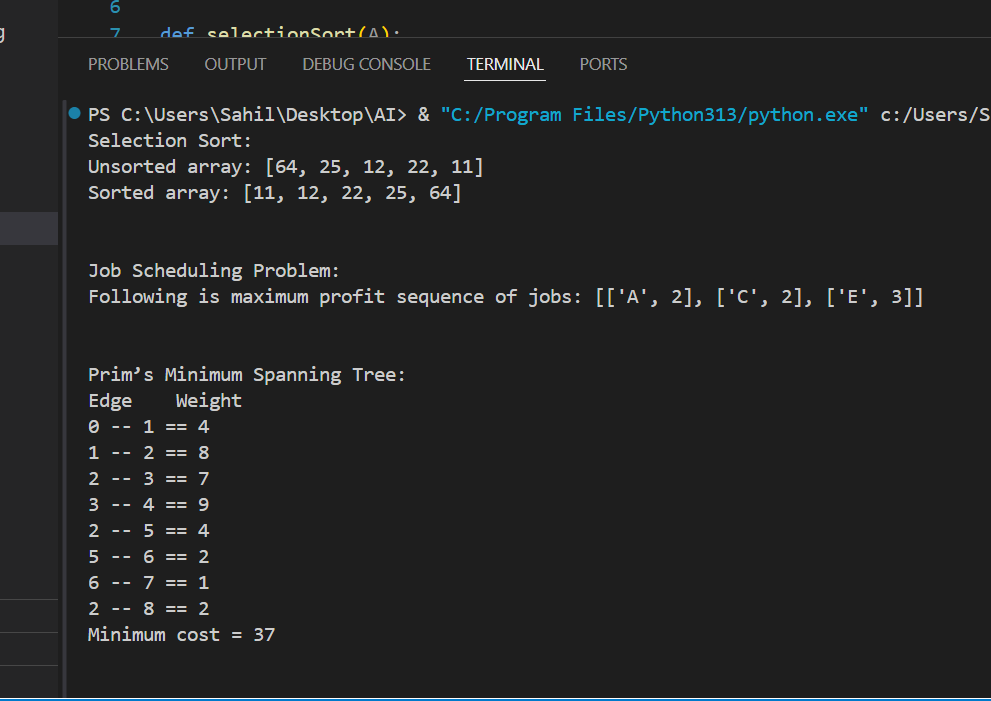 g
6
7 def selectionSort(A):
PROBLEMS OUTPUT DEBUG CONSOLE TERMINAL PORTS
PS C:\Users\Sahil\Desktop\AI> & "C:/Program Files/Python313/python.exe" c:/Users/S
Selection Sort:
Unsorted array: [64, 25, 12, 22, 11]
Sorted array: [11, 12, 22, 25, 64]
Job Scheduling Problem:
Following is maximum profit sequence of jobs: [['A', 2], ['C', 2], ['E', 3]]
Prim’s Minimum Spanning Tree:
Edge    Weight
0 -- 1 == 4
1 -- 2 == 8
2 -- 3 == 7
3 -- 4 == 9
2 -- 5 == 4
5 -- 6 == 2
6 -- 7 == 1
2 -- 8 == 2
Minimum cost = 37